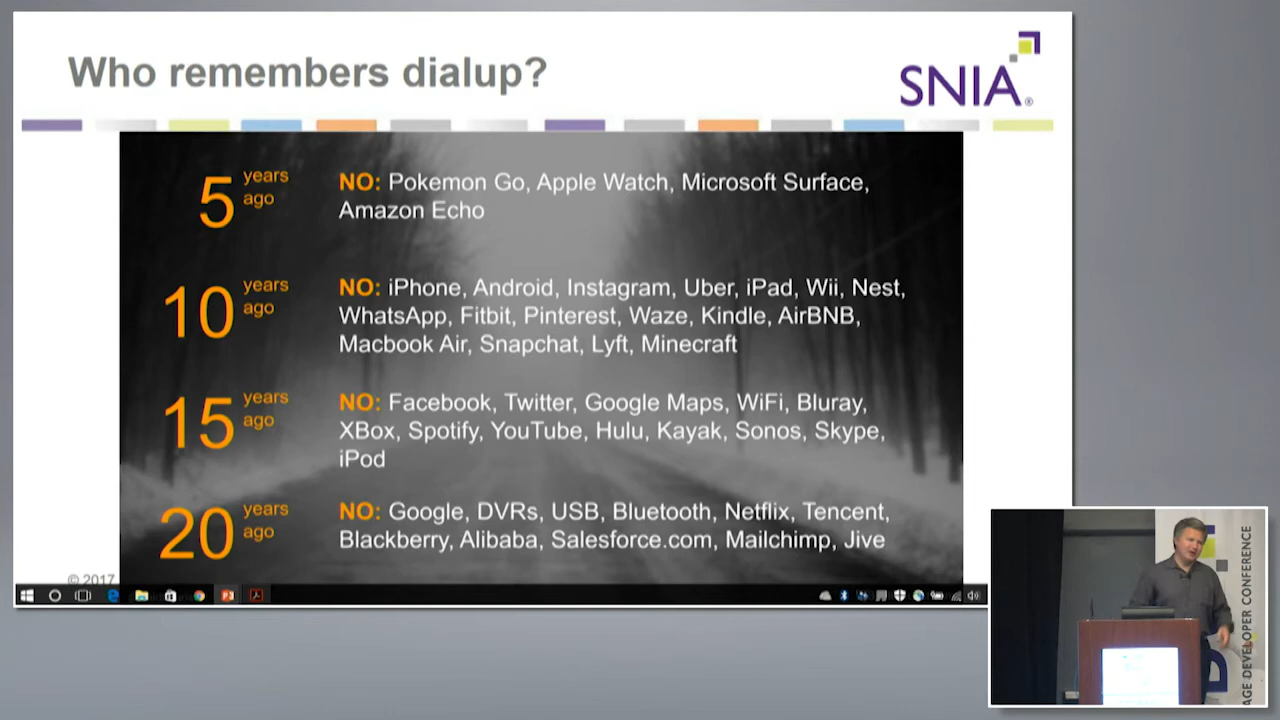 Who remembers dialup?
SNIA®
5 years ago
NO: Pokemon Go, Apple Watch, Microsoft Surface,
Amazon Echo
10 years ago
NO: iPhone, Android, Instagram, Uber, iPad, Wii, Nest,
WhatsApp, Fitbit, Pinterest, Waze, Kindle, AirBNB,
Macbook Air, Snapchat, Lyft, Minecraft
15 years ago
NO: Facebook, Twitter, Google Maps, WiFi, Bluray,
XBox, Spotify, YouTube, Hulu, Kayak, Sonos, Skype,
iPod
20 years ago
NO: Google, DVRs, USB, Bluetooth, Netflix, Tencent,
Blackberry, Alibaba, Salesforce.com, Mailchimp, Jive
© 2017
AGE DEVELOPER CONFERENCE